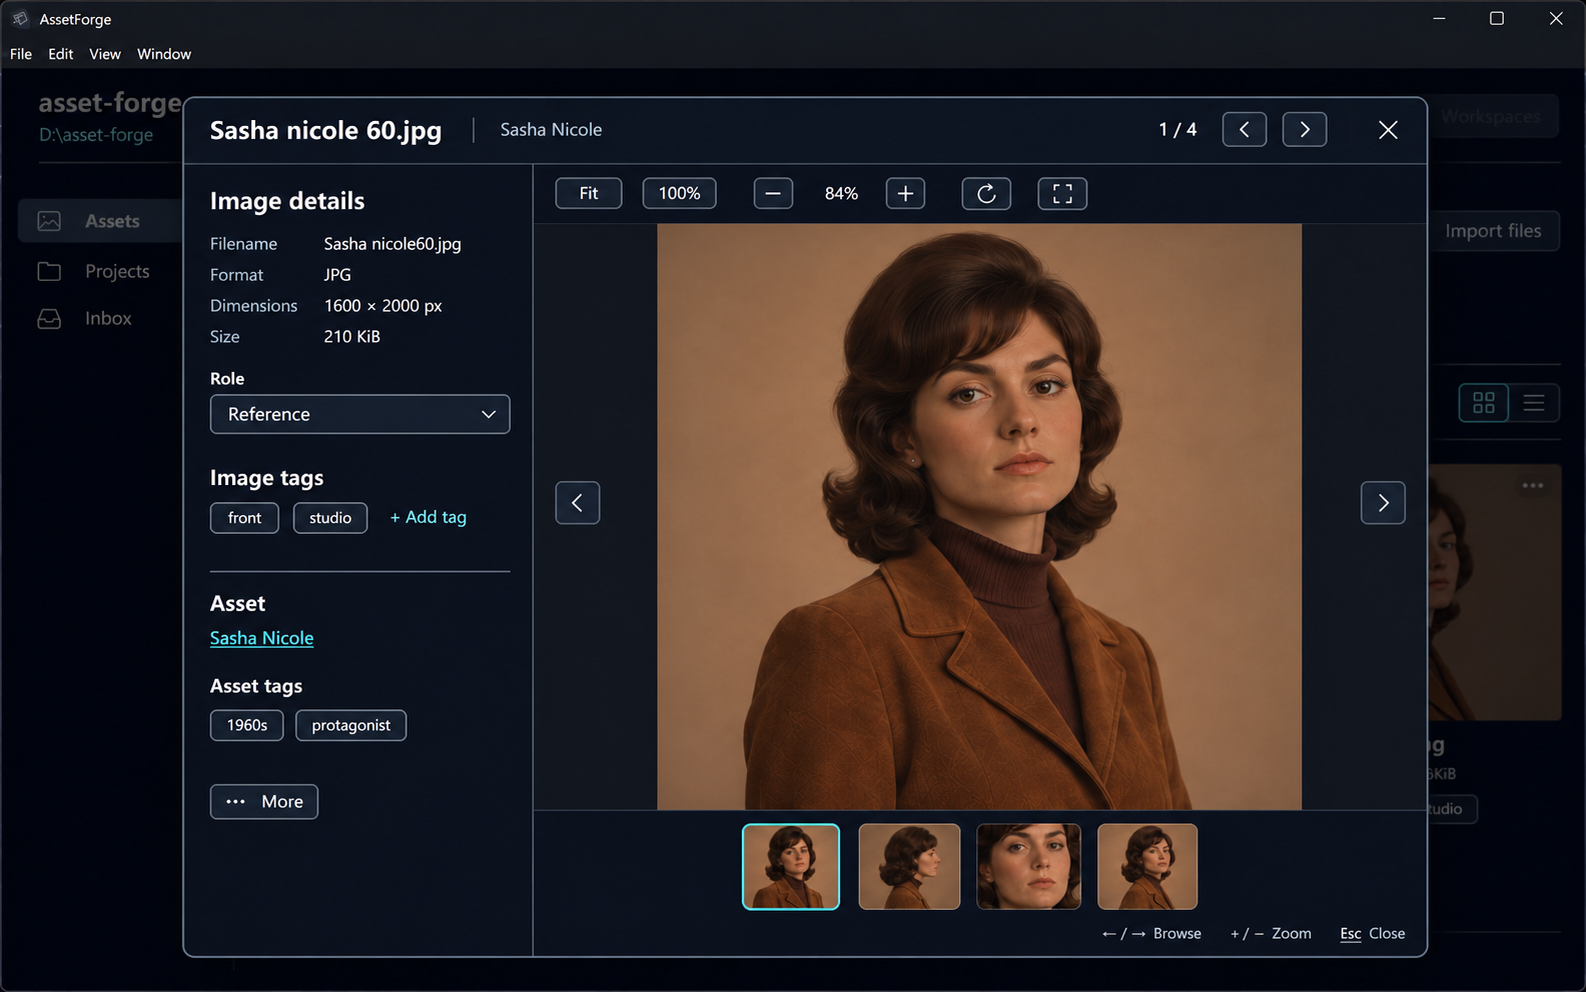 AssetForge
File Edit View Window
asset-forge
D:\asset-forge
Workspaces
Assets
Projects
Inbox
Import files
Sasha nicole 60.jpg
Sasha Nicole
1 / 4
Image details
Filename Sasha nicole60.jpg
Format JPG
Dimensions 1600 × 2000 px
Size 210 KiB
Role
Reference
Image tags
front studio + Add tag
Asset
Sasha Nicole
Asset tags
1960s protagonist
••• More
Fit 100% − 84% +
←/→ Browse +/− Zoom Esc Close